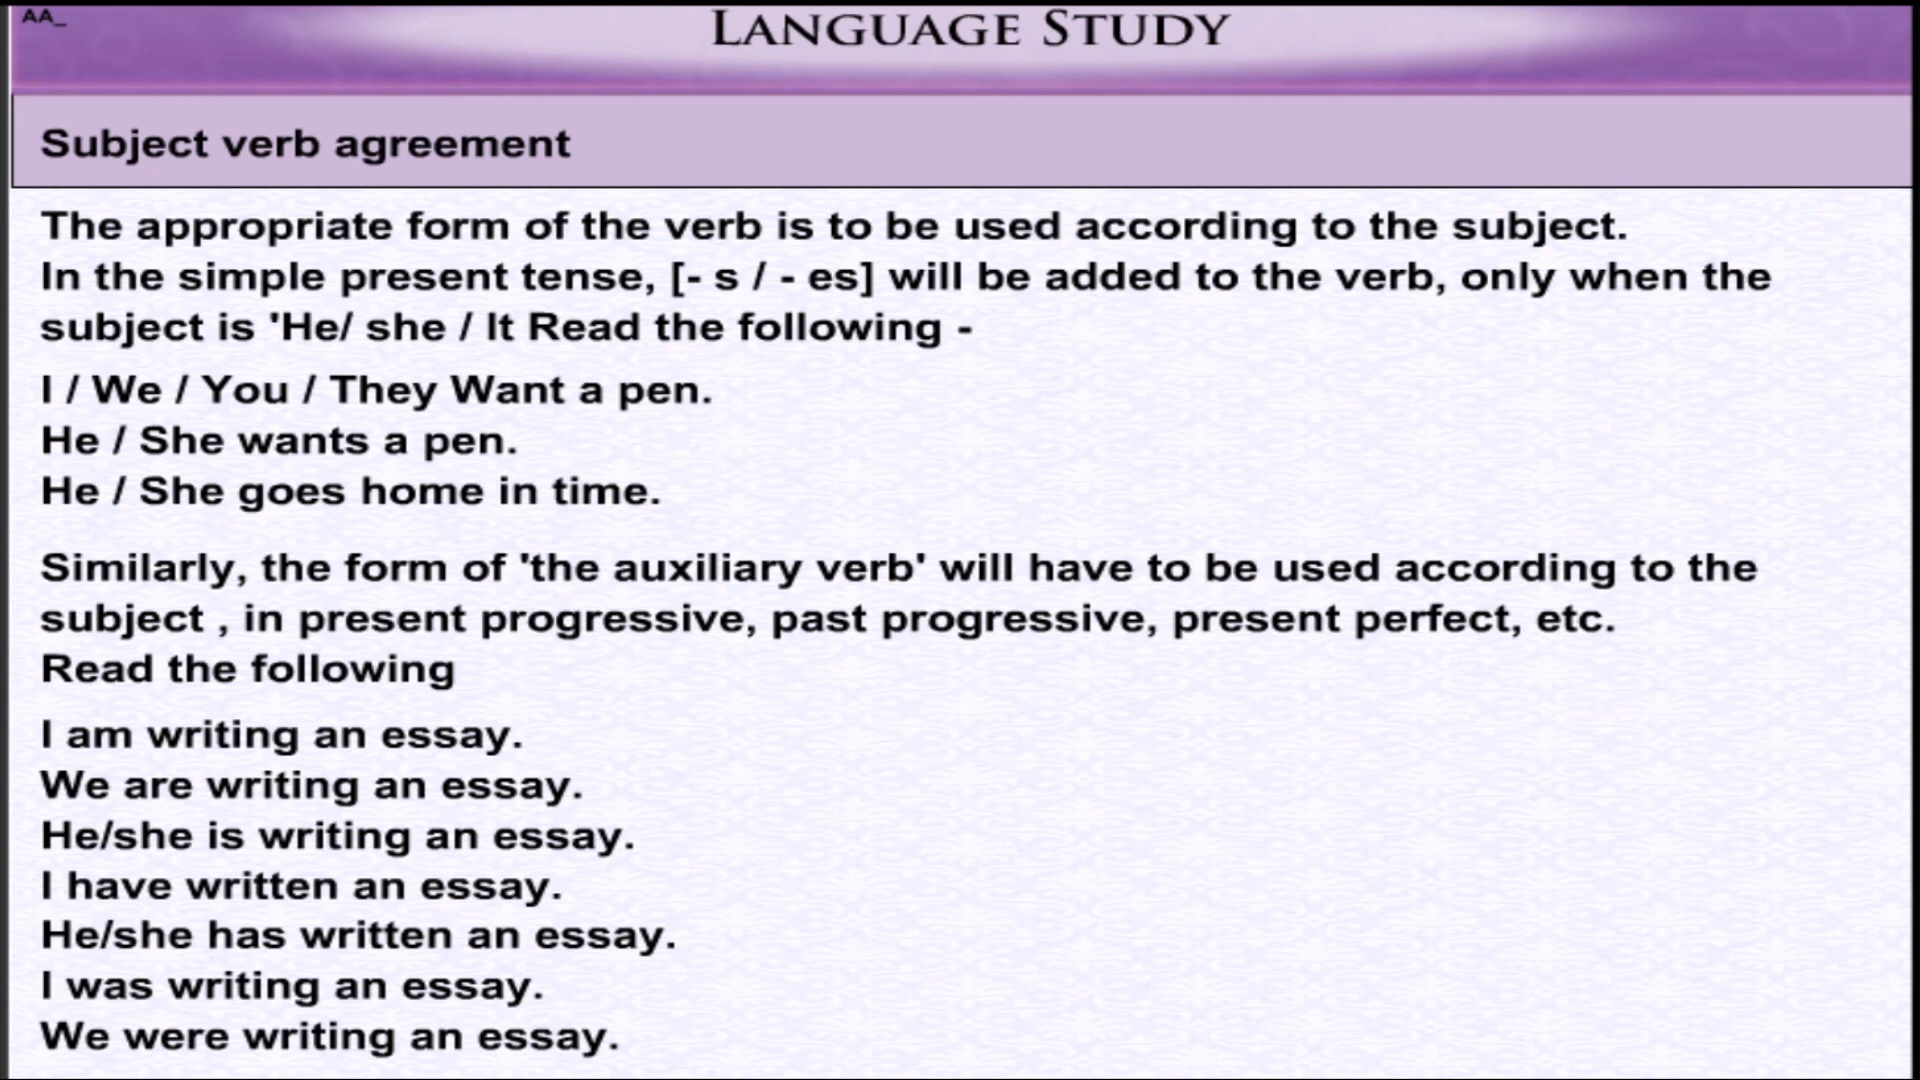 AA_
LANGUAGE STUDY
Subject verb agreement
The appropriate form of the verb is to be used according to the subject.
In the simple present tense, [- s / - es] will be added to the verb, only when the
subject is 'He/ she / It Read the following -
I / We / You / They Want a pen.
He / She wants a pen.
He / She goes home in time.
Similarly, the form of 'the auxiliary verb' will have to be used according to the
subject , in present progressive, past progressive, present perfect, etc.
Read the following
I am writing an essay.
We are writing an essay.
He/she is writing an essay.
I have written an essay.
He/she has written an essay.
I was writing an essay.
We were writing an essay.